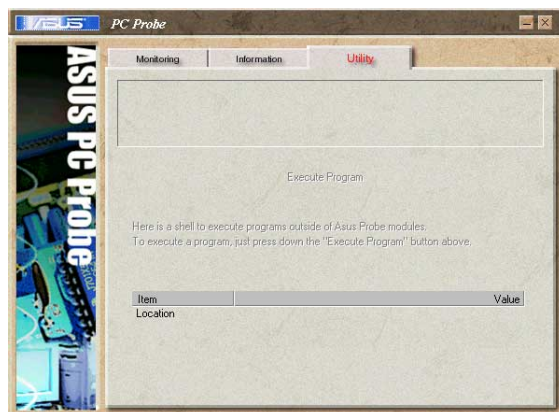 ASUS PC Probe
Monitoring Information Utility
ASUS PC Probe
Execute Program
Here is a shell to execute programs outside of Asus Probe modules.
To execute a program, just press down the "Execute Program" button above.
Item Value
Location